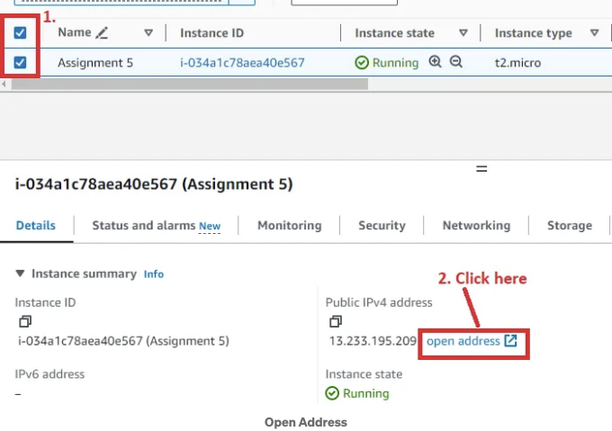 1.
Name Instance ID Instance state Instance type
Assignment 5 i-034a1c78aea40e567 Running t2.micro
i-034a1c78aea40e567 (Assignment 5)
Details Status and alarms New Monitoring Security Networking Storage
Instance summary Info
2. Click here
Instance ID Public IPv4 address
i-034a1c78aea40e567 (Assignment 5) 13.233.195.209 open address
IPv6 address Instance state
– Running
Open Address